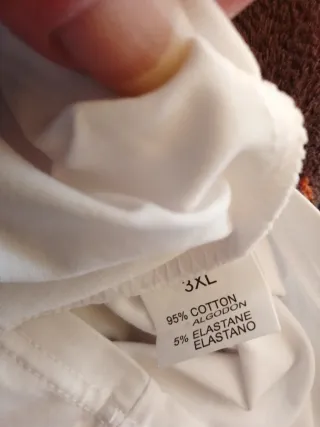 3XL
95% COTTON
ALGODON
5% ELASTANE
ELASTANO